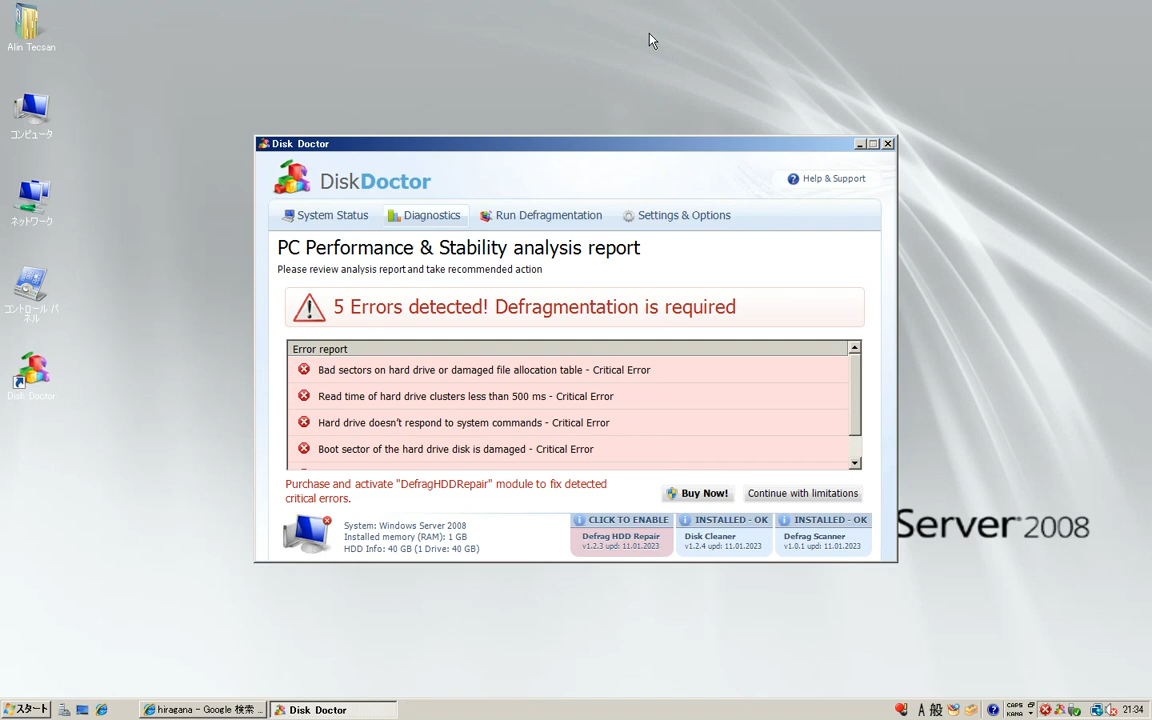 Alin Tecsan
コンピュータ
ネットワーク
コントロール パ
ネル
Disk Doctor
Disk Doctor
DiskDoctor
Help & Support
System Status
Diagnostics
Run Defragmentation
Settings & Options
PC Performance & Stability analysis report
Please review analysis report and take recommended action
5 Errors detected! Defragmentation is required
Error report
Bad sectors on hard drive or damaged file allocation table - Critical Error
Read time of hard drive clusters less than 500 ms - Critical Error
Hard drive doesn't respond to system commands - Critical Error
Boot sector of the hard drive disk is damaged - Critical Error
Purchase and activate "DefragHDDRepair" module to fix detected
critical errors.
Buy Now!
Continue with limitations
System: Windows Server 2008
Installed memory (RAM): 1 GB
HDD Info: 40 GB (1 Drive: 40 GB)
CLICK TO ENABLE
Defrag HDD Repair
v1.2.3 upd: 11.01.2023
INSTALLED - OK
Disk Cleaner
v1.2.4 upd: 11.01.2023
INSTALLED - OK
Defrag Scanner
v1.0.1 upd: 11.01.2023
Server 2008
スタート
hiragana - Google 検索 ...
Disk Doctor
A 般
CAPS
KANA
21:34